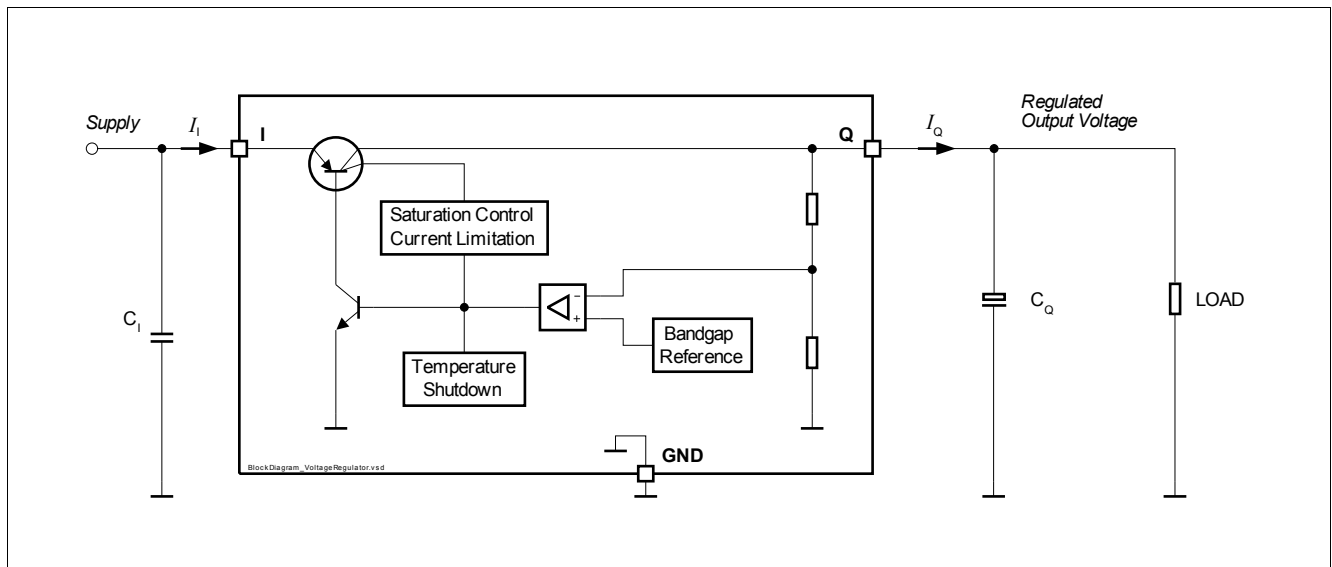 Supply
I_I
I
Q
I_Q
Regulated
Output Voltage
Saturation Control
Current Limitation
C_I
-
+
Bandgap
Reference
Temperature
Shutdown
C_Q
LOAD
GND
BlockDiagram_VoltageRegulator.vsd